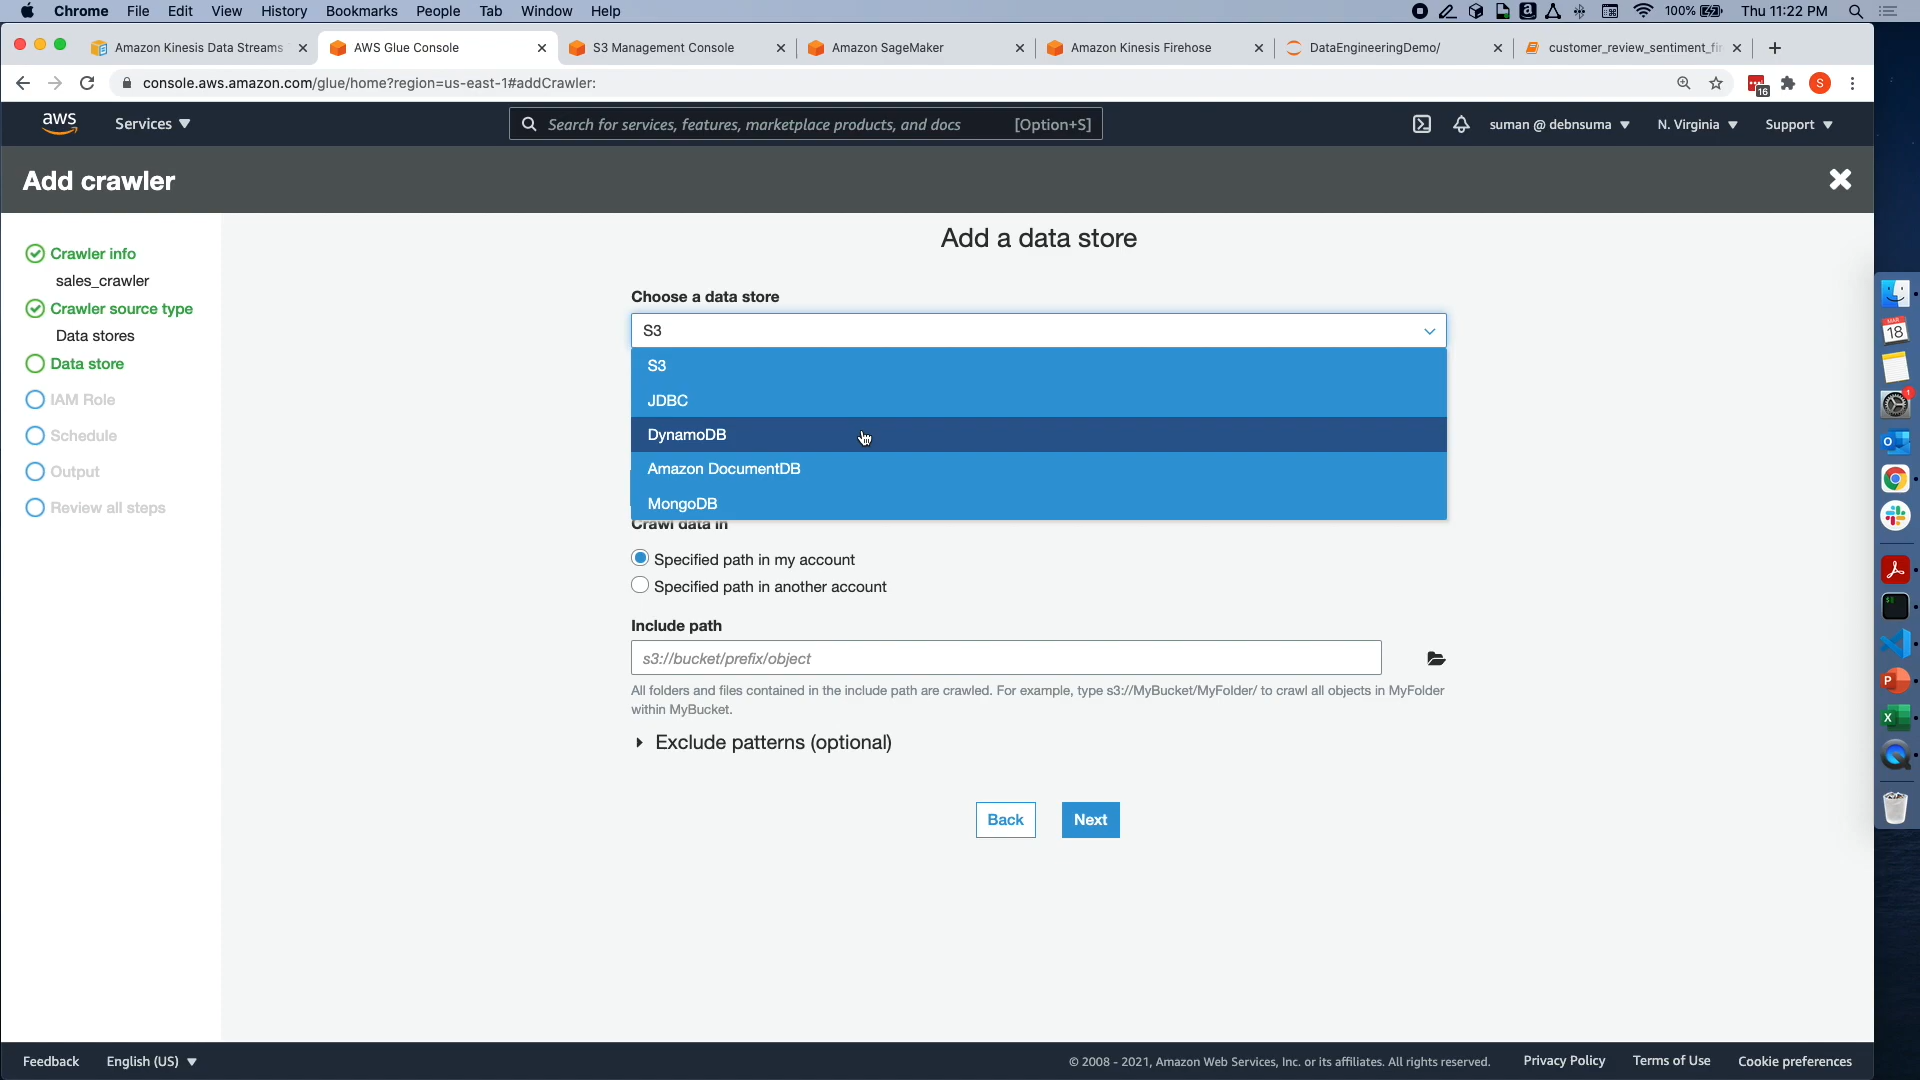 Chrome File Edit View History Bookmarks People Tab Window Help 100% Thu 11:22 PM
Amazon Kinesis Data Streams AWS Glue Console S3 Management Console Amazon SageMaker Amazon Kinesis Firehose DataEngineeringDemo/ customer_review_sentiment_fi
console.aws.amazon.com/glue/home?region=us-east-1#addCrawler: 16 S
aws Services Search for services, features, marketplace products, and docs [Option+S] suman @ debnsuma N. Virginia Support
Add crawler
Add a data store
Crawler info
sales_crawler
Crawler source type
Data stores
Data store
IAM Role
Schedule
Output
Review all steps
Choose a data store
S3
S3
JDBC
DynamoDB
Amazon DocumentDB
MongoDB
Crawl data in
Specified path in my account
Specified path in another account
Include path
s3://bucket/prefix/object
All folders and files contained in the include path are crawled. For example, type s3://MyBucket/MyFolder/ to crawl all objects in MyFolder
within MyBucket.
Exclude patterns (optional)
Back Next
MAR
18
1
Feedback English (US) © 2008 - 2021, Amazon Web Services, Inc. or its affiliates. All rights reserved. Privacy Policy Terms of Use Cookie preferences